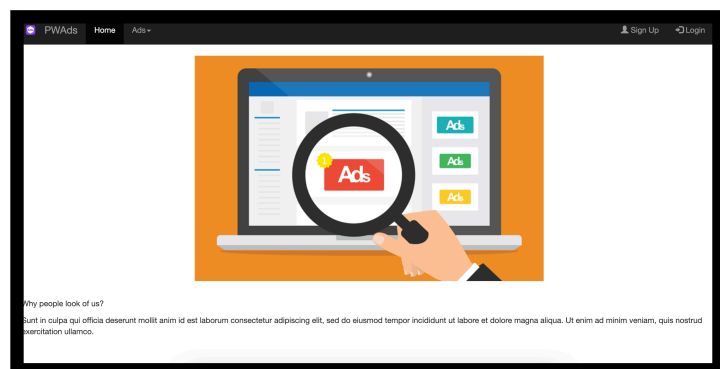 PWAds Home Ads Sign Up Login
Ads
1
Ads
Ads
Ads
Why people look of us?
Sunt in culpa qui officia deserunt mollit anim id est laborum consectetur adipiscing elit, sed do eiusmod tempor incididunt ut labore et dolore magna aliqua. Ut enim ad minim veniam, quis nostrud
exercitation ullamco.